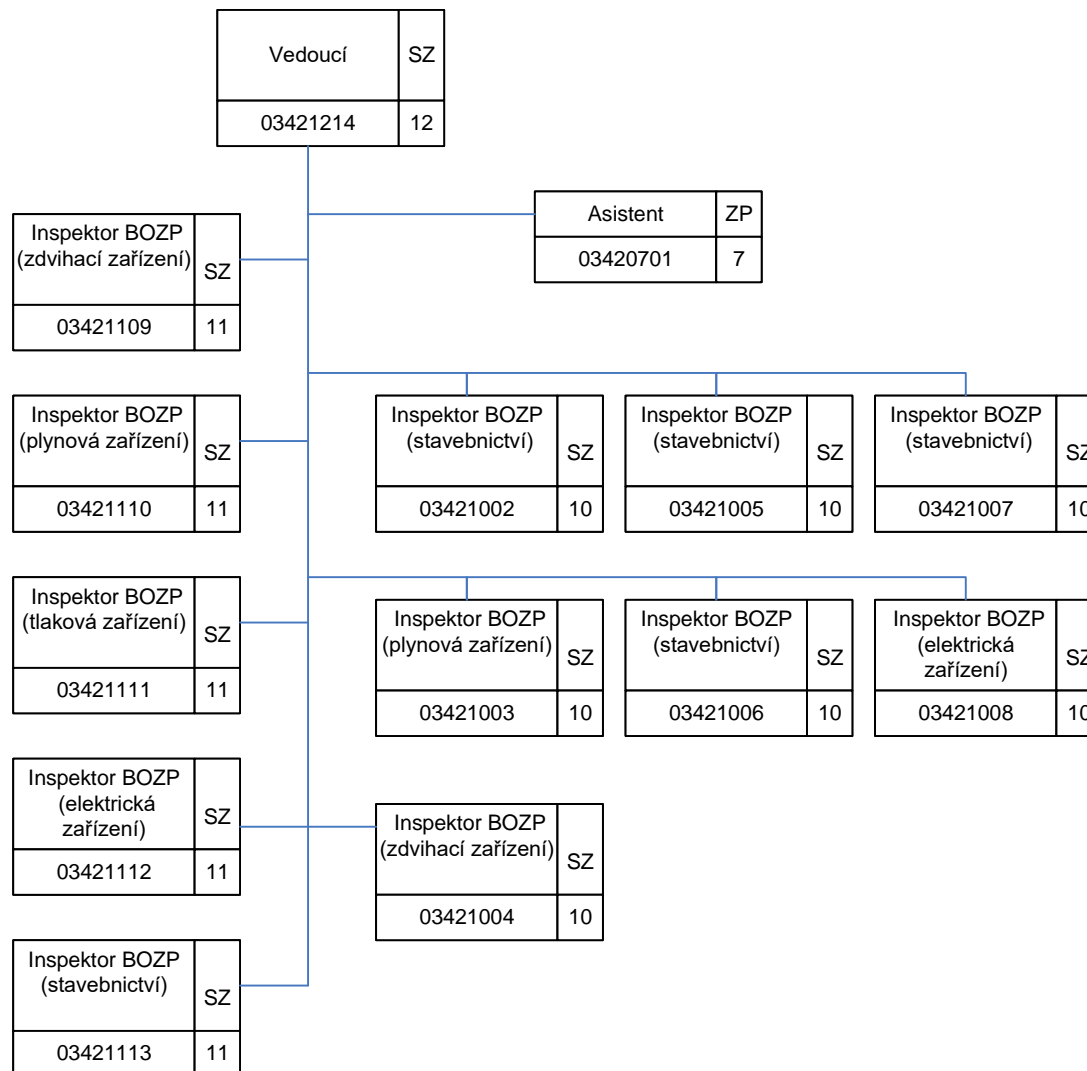 Vedoucí
SZ
03421214
12
Asistent
ZP
03420701
7
Inspektor BOZP
(zdvihací zařízení)
SZ
03421109
11
Inspektor BOZP
(plynová zařízení)
SZ
03421110
11
Inspektor BOZP
(stavebnictví)
SZ
03421002
10
Inspektor BOZP
(stavebnictví)
SZ
03421005
10
Inspektor BOZP
(stavebnictví)
SZ
03421007
10
Inspektor BOZP
(tlaková zařízení)
SZ
03421111
11
Inspektor BOZP
(plynová zařízení)
SZ
03421003
10
Inspektor BOZP
(stavebnictví)
SZ
03421006
10
Inspektor BOZP
(elektrická
zařízení)
SZ
03421008
10
Inspektor BOZP
(elektrická
zařízení)
SZ
03421112
11
Inspektor BOZP
(zdvihací zařízení)
SZ
03421004
10
Inspektor BOZP
(stavebnictví)
SZ
03421113
11